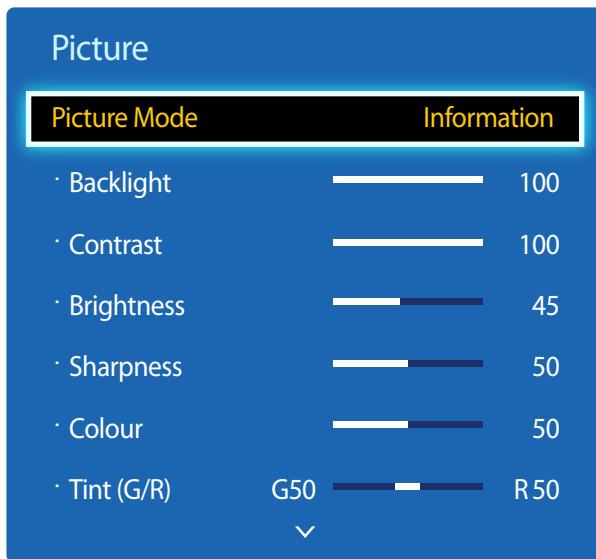 Picture
Picture Mode Information
· Backlight 100
· Contrast 100
· Brightness 45
· Sharpness 50
· Colour 50
· Tint (G/R) G50 R50